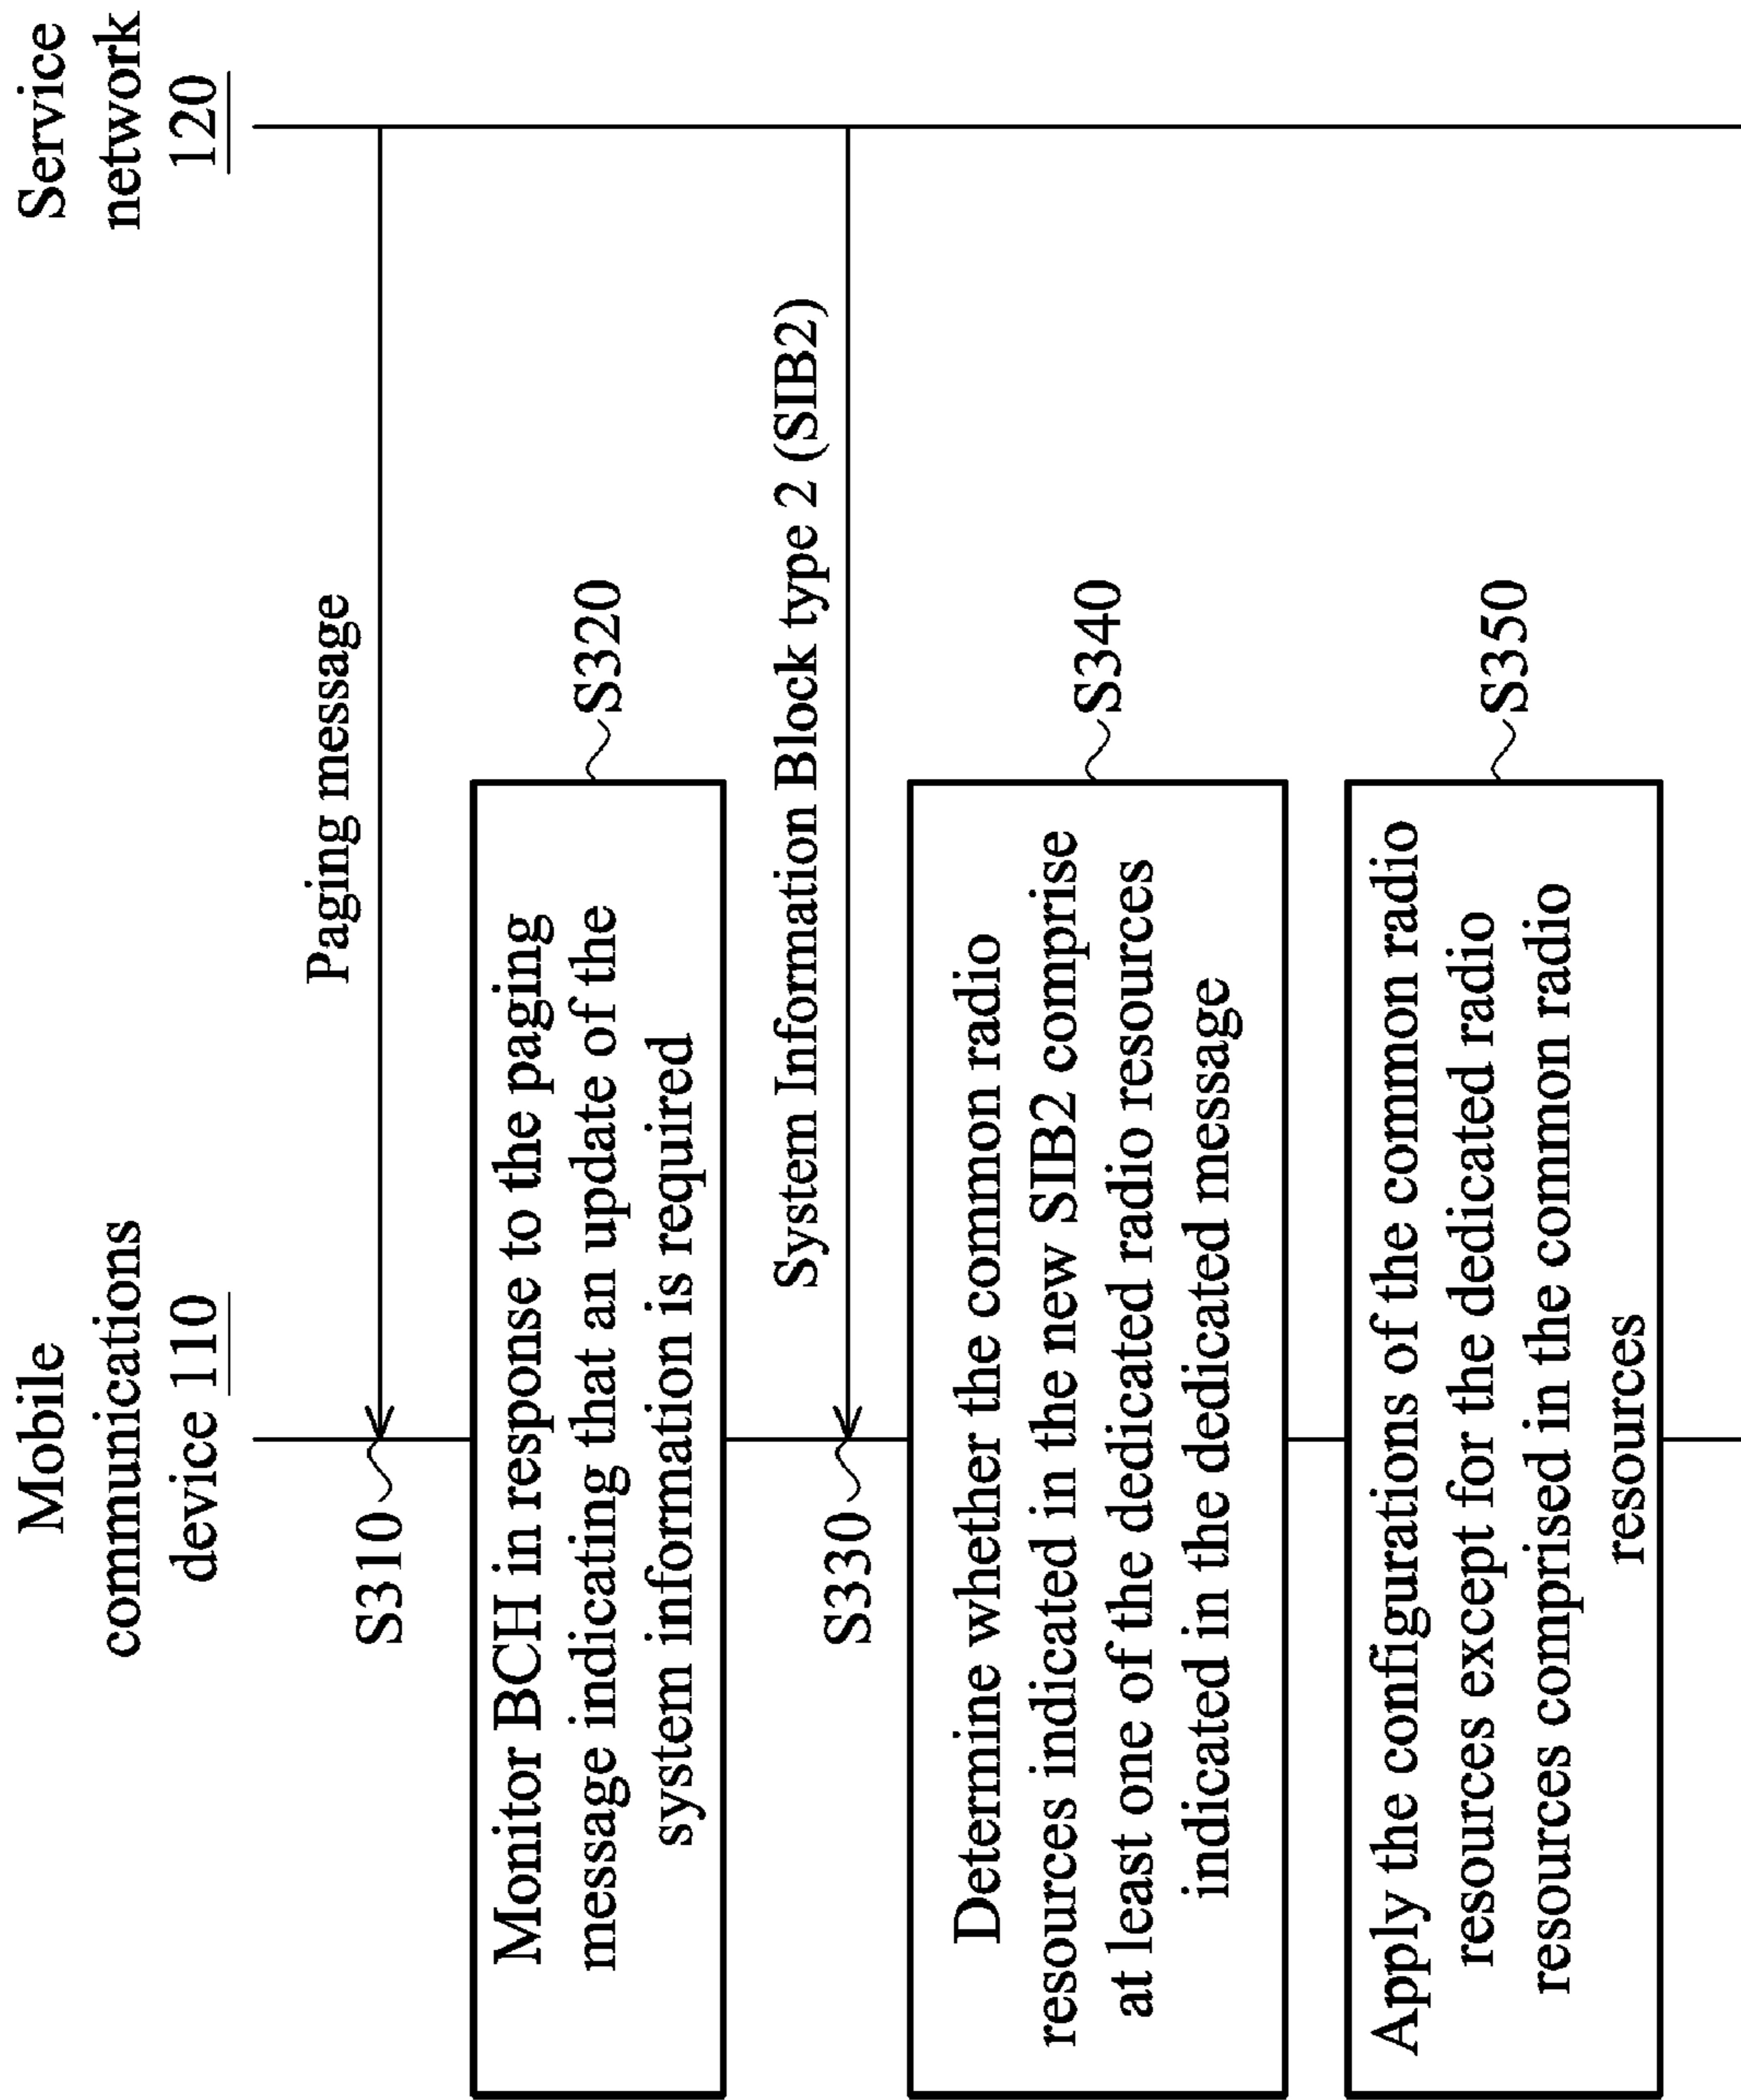 Mobile
communications
device 110
Service
network
120
Paging message
S310
Monitor BCH in response to the paging
message indicating that an update of the
system information is required
S320
System Information Block type 2 (SIB2)
S330
Determine whether the common radio
resources indicated in the new SIB2 comprise
at least one of the dedicated radio resources
indicated in the dedicated message
S340
Apply the configurations of the common radio
resources except for the dedicated radio
resources comprised in the common radio
resources
S350